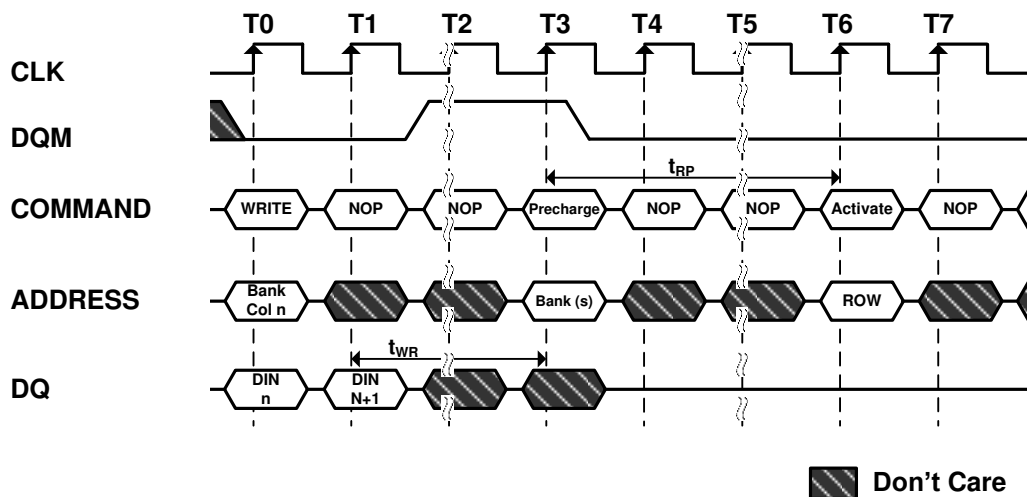 T0 T1 T2 T3 T4 T5 T6 T7
CLK
DQM
tRP
COMMAND WRITE NOP NOP Precharge NOP NOP Activate NOP
ADDRESS Bank Col n Bank (s) ROW
tWR
DQ DIN n DIN N+1
Don't Care